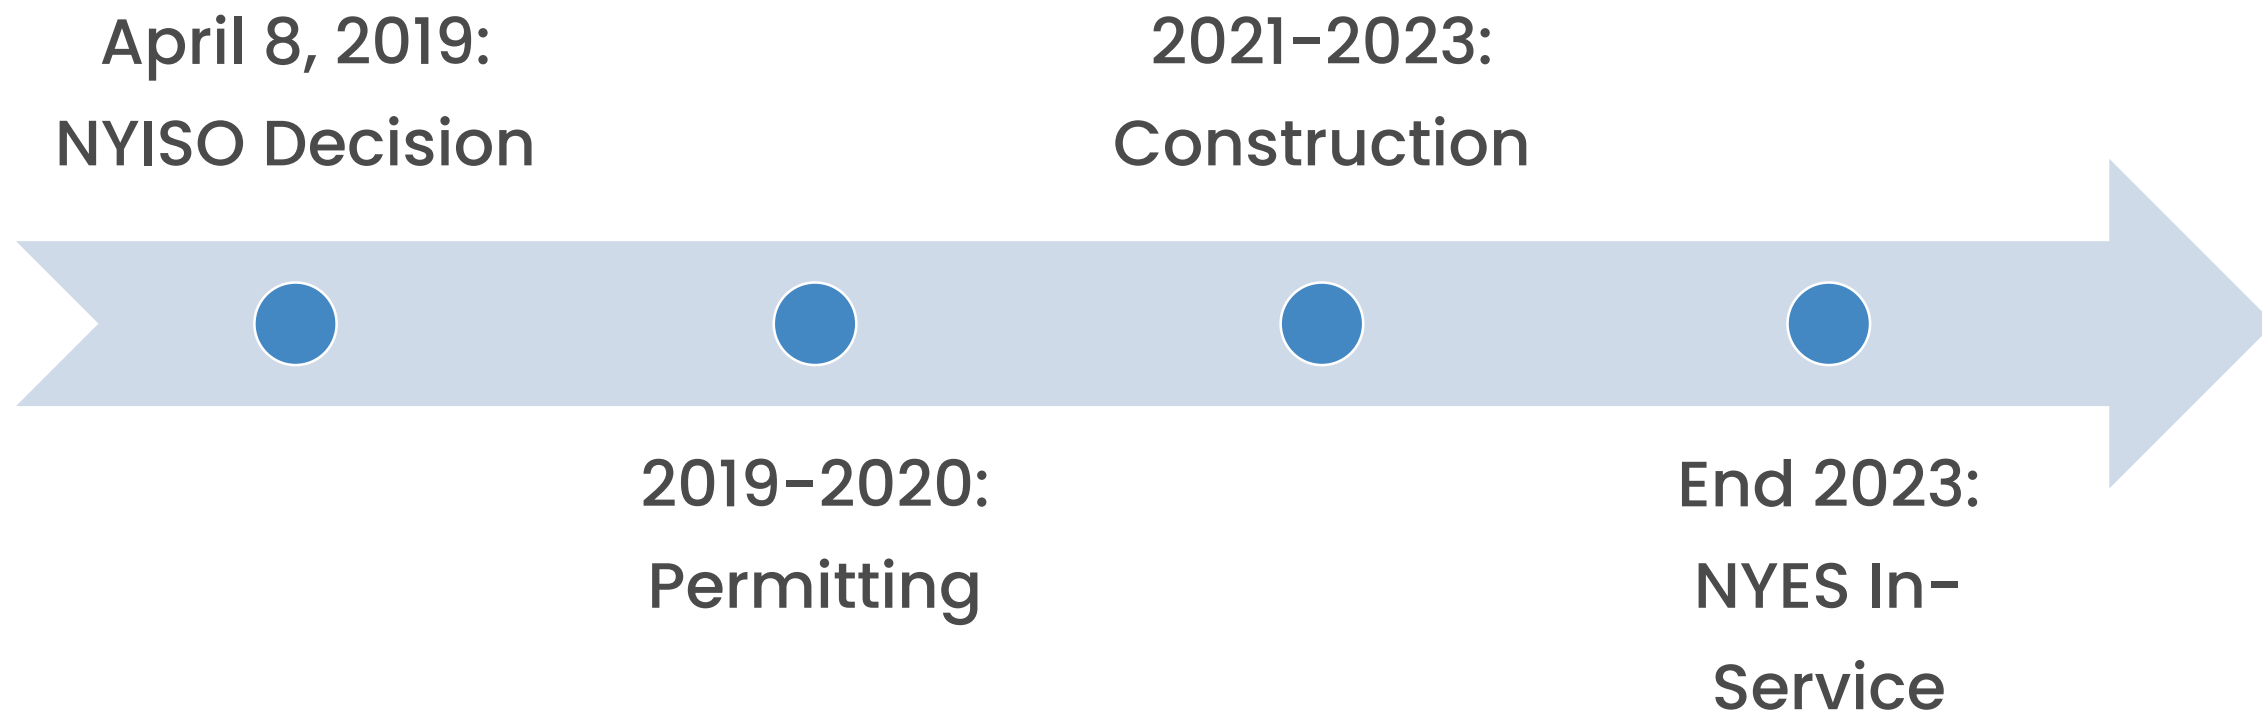 April 8, 2019:
NYISO Decision
2019-2020:
Permitting
2021-2023:
Construction
End 2023:
NYES In-
Service